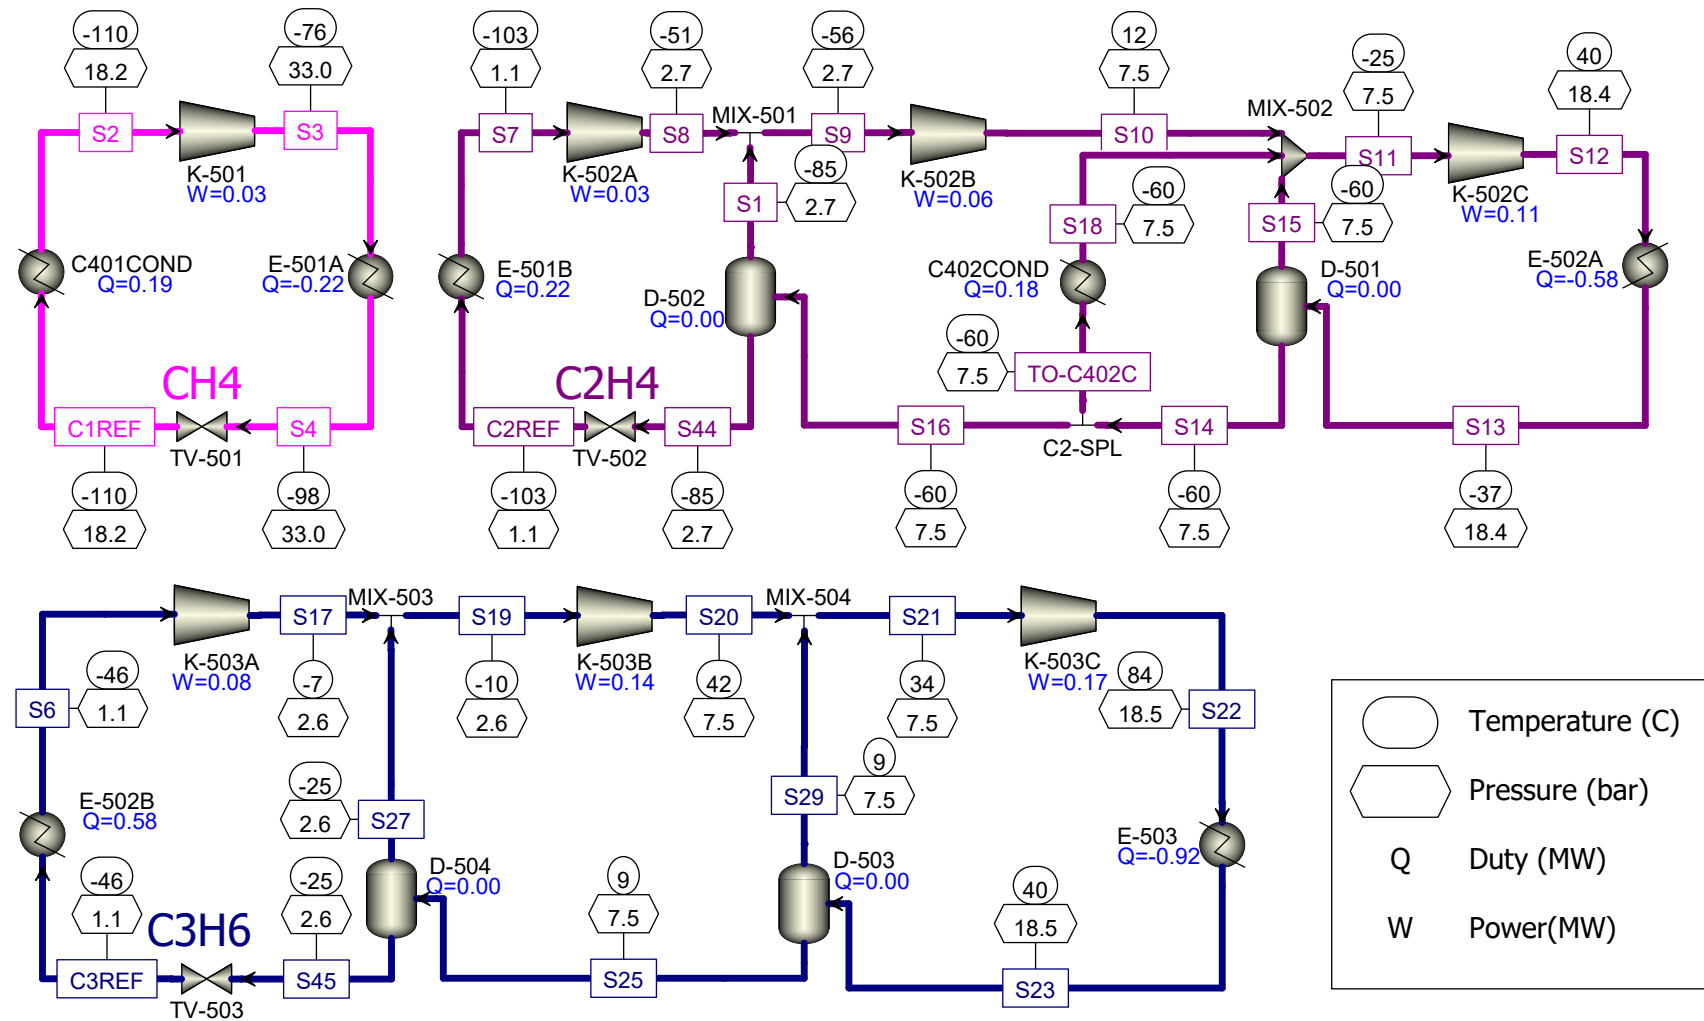 -110
18.2
-76
33.0
-103
1.1
-51
2.7
-56
2.7
12
7.5
-25
7.5
40
18.4
S2
S3
S7
S8
MIX-501
S9
S10
MIX-502
S11
S12
K-501
W=0.03
K-502A
W=0.03
-85
2.7
S1
K-502B
W=0.06
-60
7.5
S18
-60
7.5
S15
K-502C
W=0.11
C401COND
Q=0.19
E-501A
Q=-0.22
E-501B
Q=0.22
D-502
Q=0.00
C402COND
Q=0.18
D-501
Q=0.00
E-502A
Q=-0.58
-60
7.5
TO-C402C
CH4
C2H4
C1REF
TV-501
S4
C2REF
TV-502
S44
S16
C2-SPL
S14
S13
-110
18.2
-98
33.0
-103
1.1
-85
2.7
-60
7.5
-60
7.5
-37
18.4
S17
MIX-503
S19
S20
MIX-504
S21
K-503A
W=0.08
K-503B
W=0.14
K-503C
W=0.17
S6
-46
1.1
-7
2.6
-10
2.6
42
7.5
34
7.5
84
18.5
S22
-25
2.6
S27
9
7.5
S29
E-502B
Q=0.58
D-504
Q=0.00
D-503
Q=0.00
E-503
Q=-0.92
-46
1.1
-25
2.6
9
7.5
40
18.5
C3H6
C3REF
TV-503
S45
S25
S23
Temperature (C)
Pressure (bar)
Q Duty (MW)
W Power(MW)